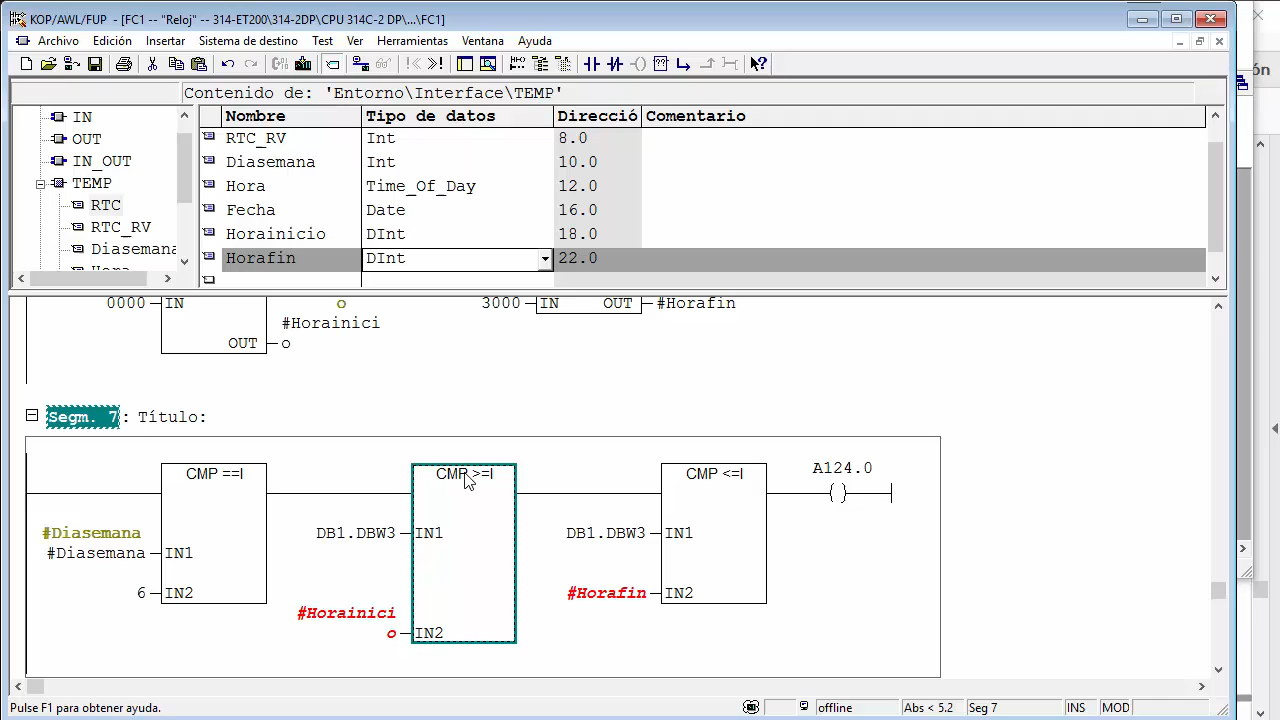 KOP/AWL/FUP - [FC1 -- "Reloj" -- 314-ET200\314-2DP\CPU 314C-2 DP\...\FC1]
Archivo Edición Insertar Sistema de destino Test Ver Herramientas Ventana Ayuda
Contenido de: 'Entorno\Interface\TEMP'
IN
OUT
IN_OUT
TEMP
RTC
RTC_RV
Diasemana
Hora
Nombre Tipo de datos Direcció Comentario
RTC_RV Int 8.0
Diasemana Int 10.0
Hora Time_Of_Day 12.0
Fecha Date 16.0
Horainicio DInt 18.0
Horafin DInt 22.0
0000 IN o 3000 IN OUT #Horafin
#Horainici
OUT o
Segm. 7: Título:
CMP ==I CMP >=I CMP <=I A124.0
#Diasemana DB1.DBW3 IN1 DB1.DBW3 IN1
#Diasemana IN1
6 IN2 #Horafin IN2
#Horainici
o IN2
Pulse F1 para obtener ayuda. offline Abs < 5.2 Seg 7 INS MOD
ón